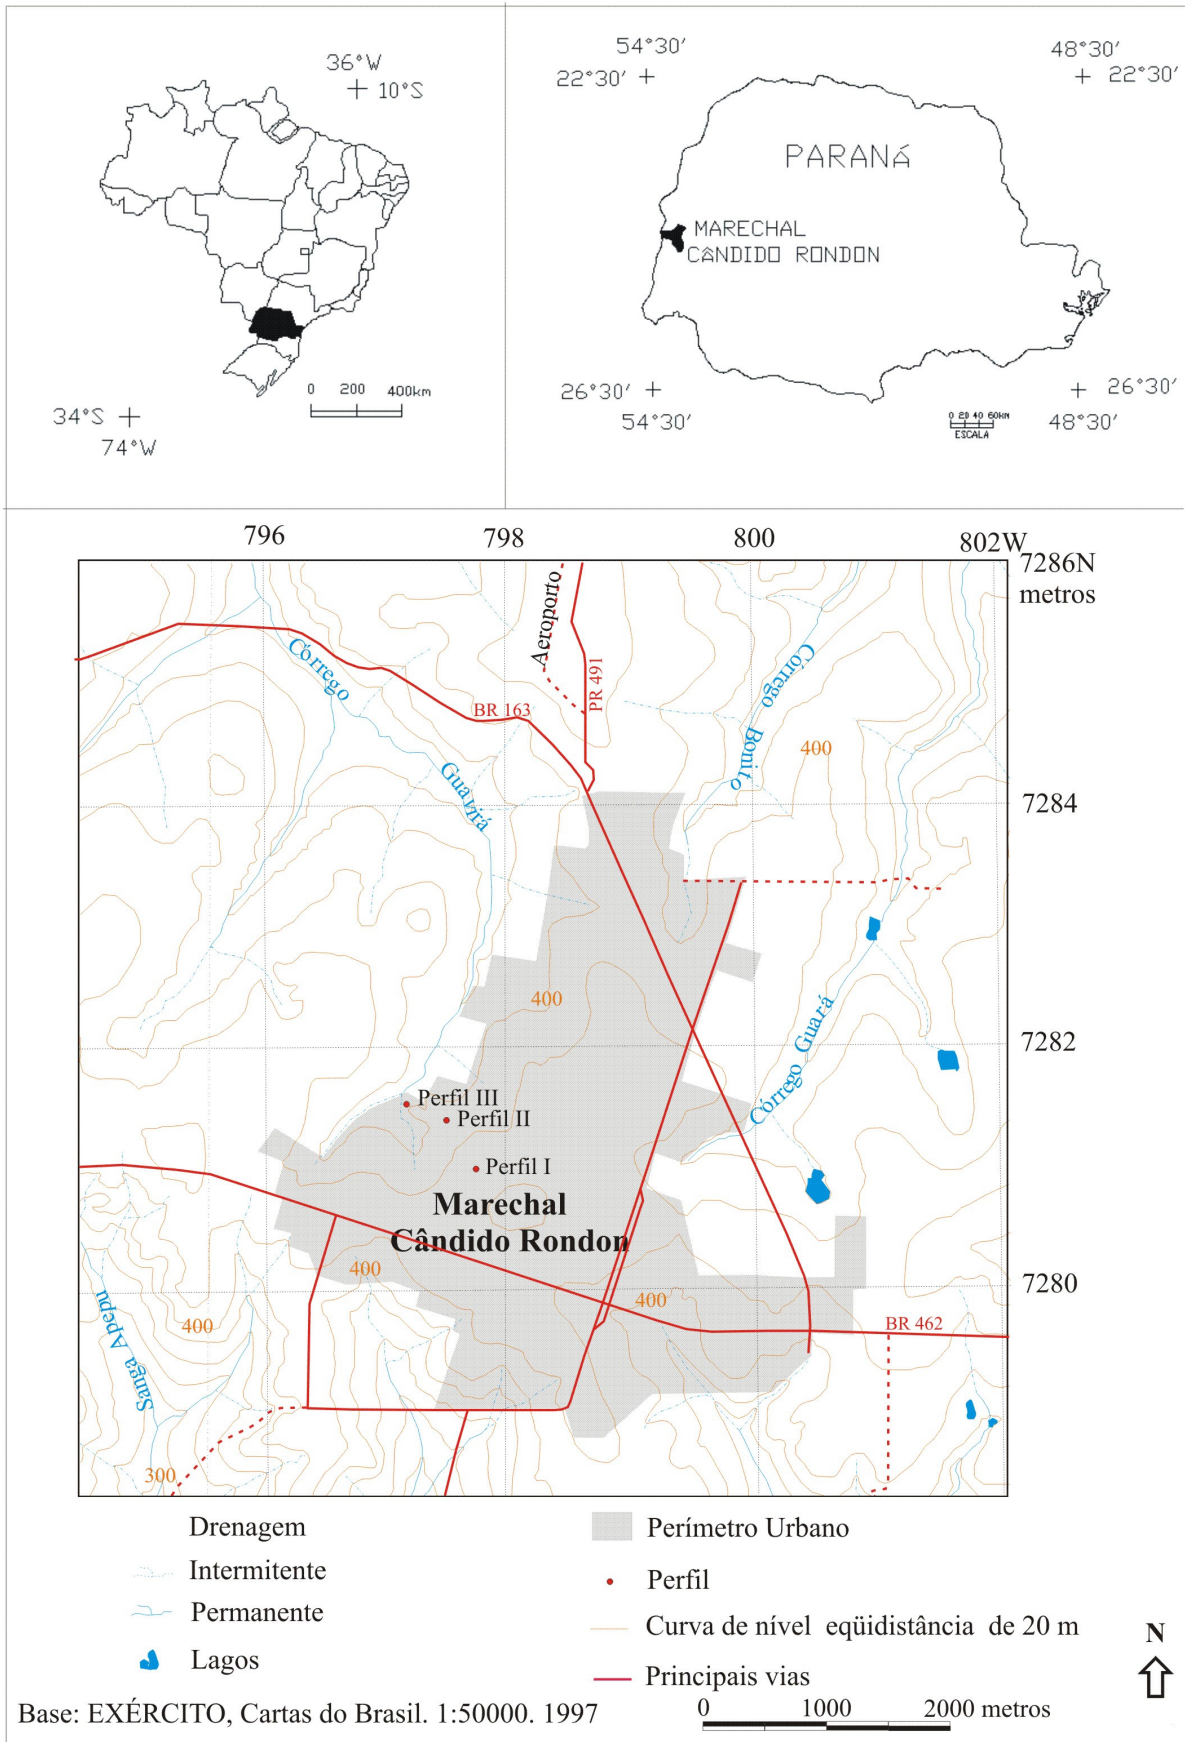 36°W
10°S
0 200 400km
34°S
74°W
54°30'
22°30'
48°30'
22°30'
PARANÁ
MARECHAL
CÂNDIDO RONDON
26°30'
54°30'
26°30'
48°30'
0 20 40 60KM
ESCALA
796 798 800 802W
7286N
metros
Aeroporto
PR 491
BR 163
Córrego
Guavirá
Córrego
Bonito
400
7284
400
7282
Córrego Guará
Perfil III
Perfil II
Perfil I
Marechal
Cândido Rondon
400
400
400
7280
BR 462
Sanga Apepu
300
Drenagem
Intermitente
Permanente
Lagos
Perímetro Urbano
Perfil
Curva de nível eqüidistância de 20 m
Principais vias
N
Base: EXÉRCITO, Cartas do Brasil. 1:50000. 1997
0 1000 2000 metros